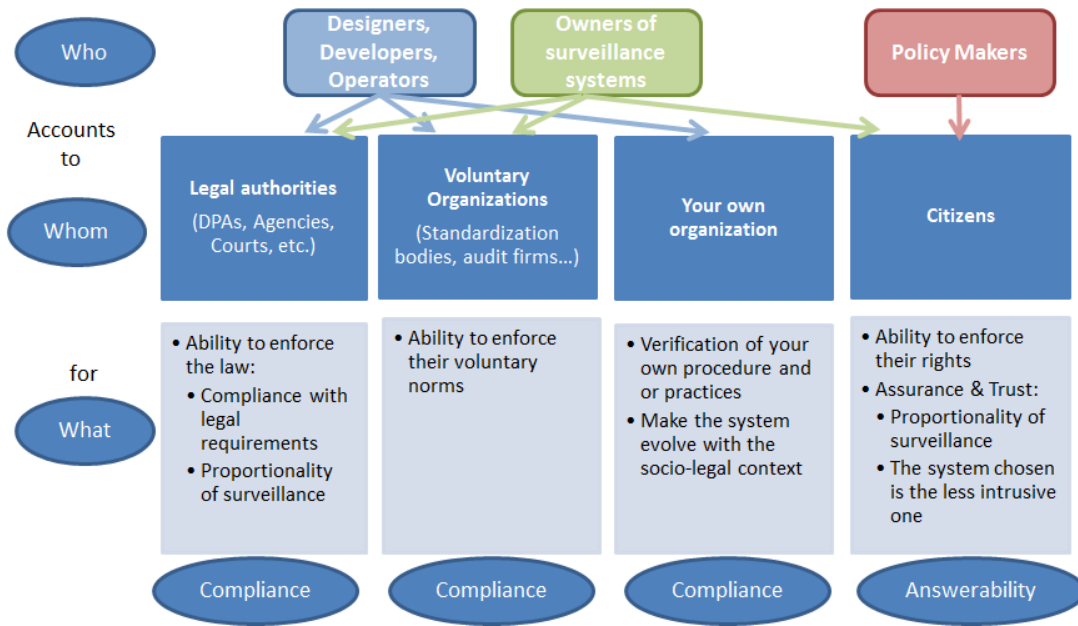 Who
Designers,
Developers,
Operators
Owners of
surveillance
systems
Policy Makers
Accounts
to
Whom
Legal authorities
(DPAs, Agencies,
Courts, etc.)
Voluntary
Organizations
(Standardization
bodies, audit firms...)
Your own
organization
Citizens
for
What
• Ability to enforce
the law:
• Compliance with
legal
requirements
• Proportionality
of surveillance
• Ability to enforce
their voluntary
norms
• Verification of your
own procedure and
or practices
• Make the system
evolve with the
socio-legal context
• Ability to enforce
their rights
• Assurance & Trust:
• Proportionality of
surveillance
• The system chosen
is the less intrusive
one
Compliance
Compliance
Compliance
Answerability